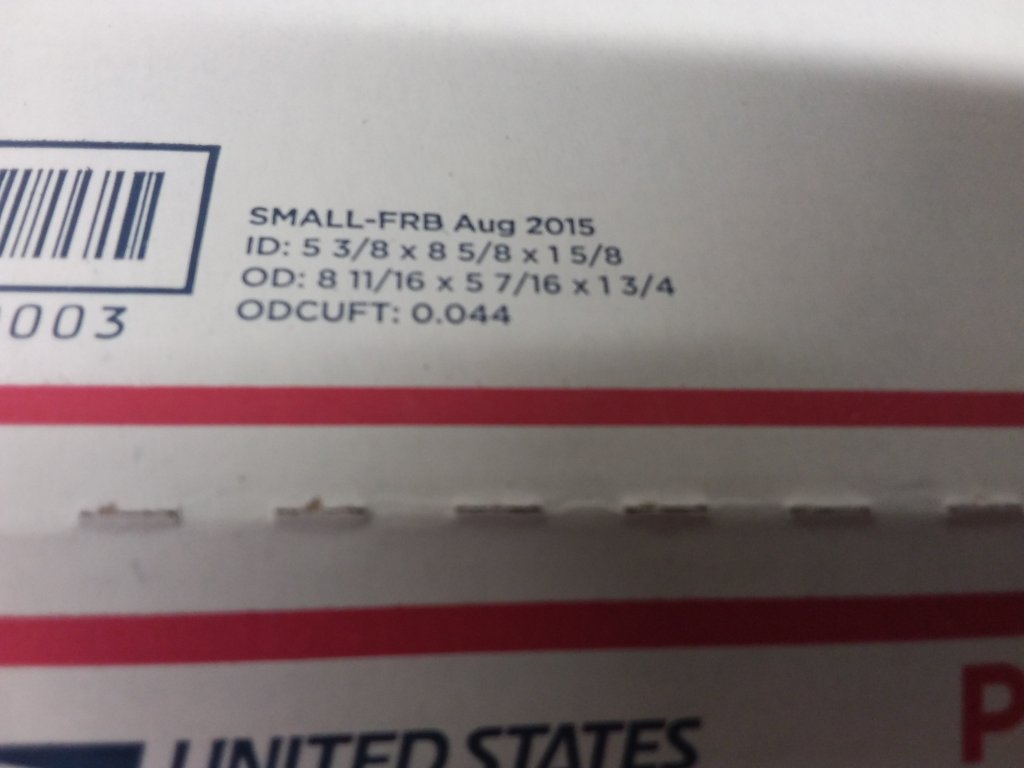 SMALL-FRB Aug 2015
ID: 5 3/8 x 8 5/8 x 1 5/8
OD: 8 11/16 x 5 7/16 x 1 3/4
ODCUFT: 0.044
003
UNITED STATES
P